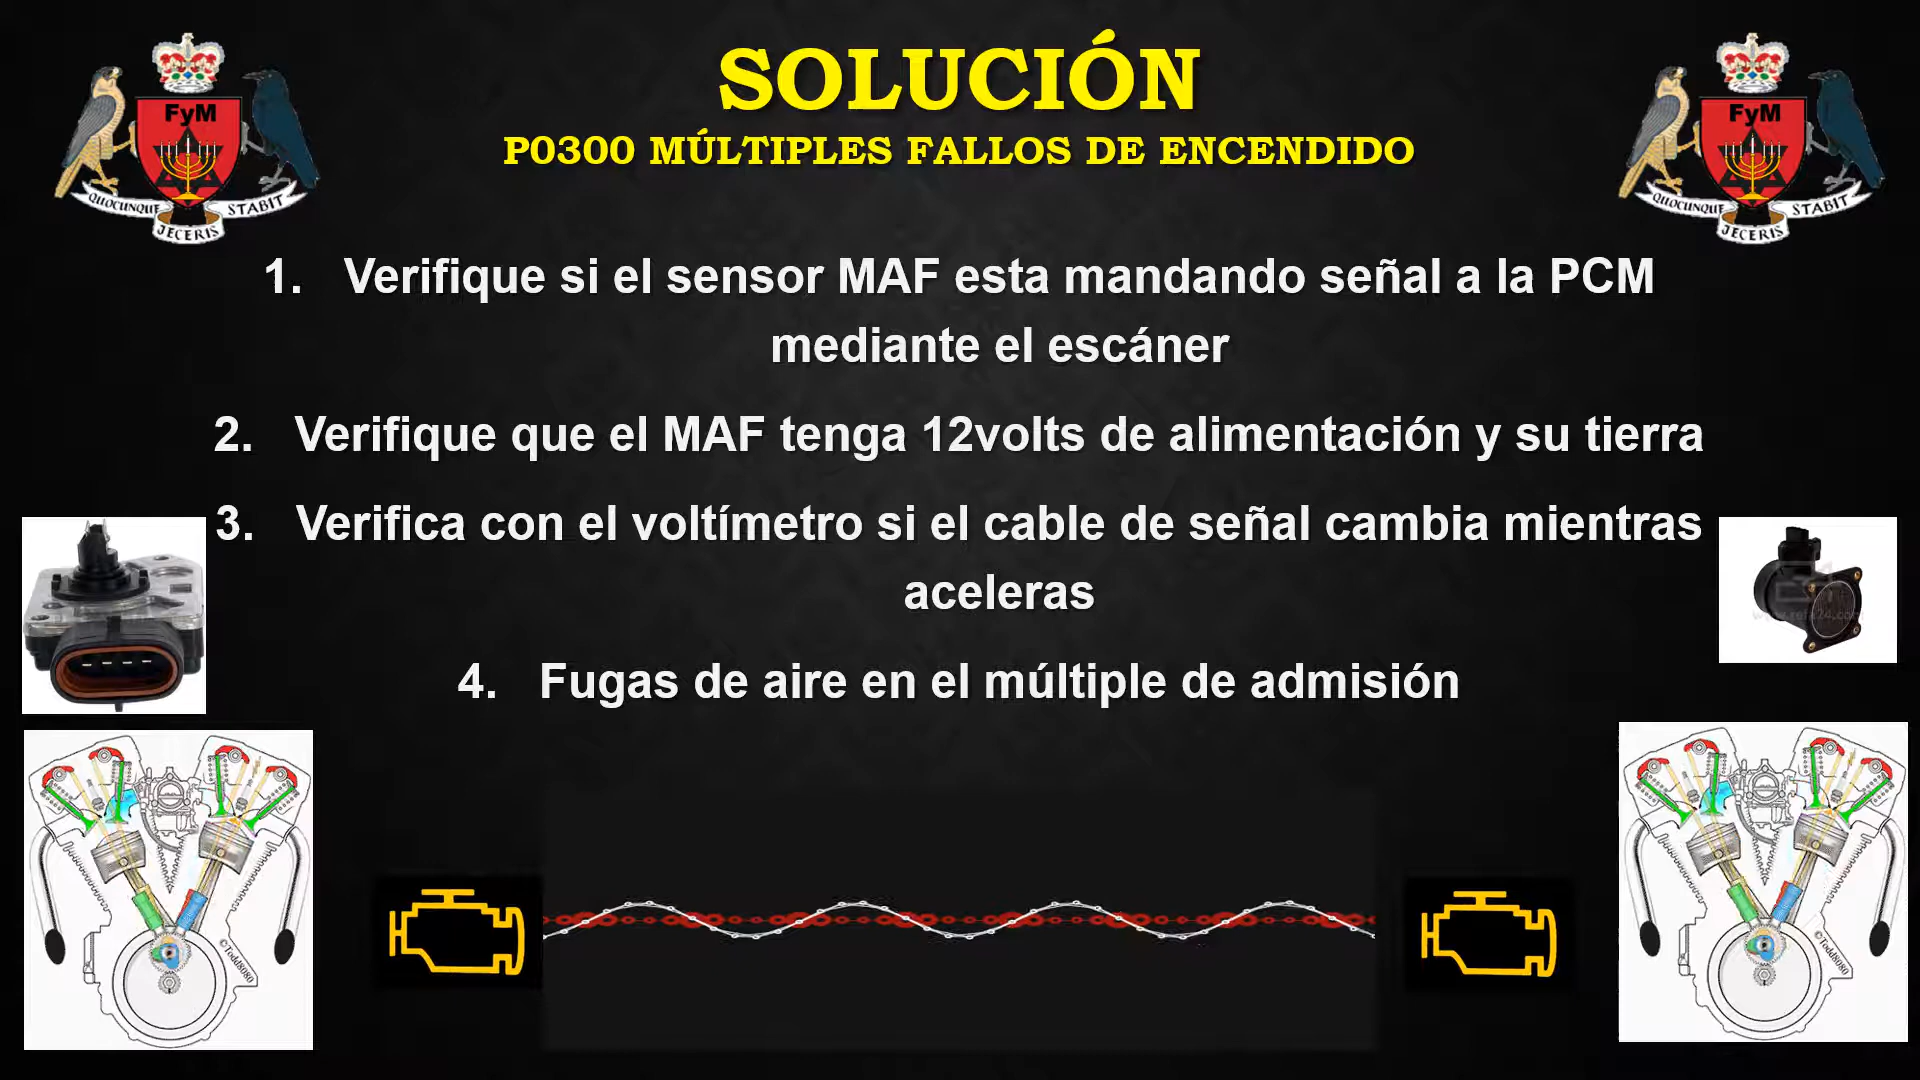 SOLUCIÓN
P0300 MÚLTIPLES FALLOS DE ENCENDIDO
FyM
QUOCUNQUE
JECERIS
STABIT
FyM
QUOCUNQUE
JECERIS
STABIT
1. Verifique si el sensor MAF esta mandando señal a la PCM
mediante el escáner
2. Verifique que el MAF tenga 12volts de alimentación y su tierra
3. Verifica con el voltímetro si el cable de señal cambia mientras
aceleras
4. Fugas de aire en el múltiple de admisión
©Todd8080
©Todd8080